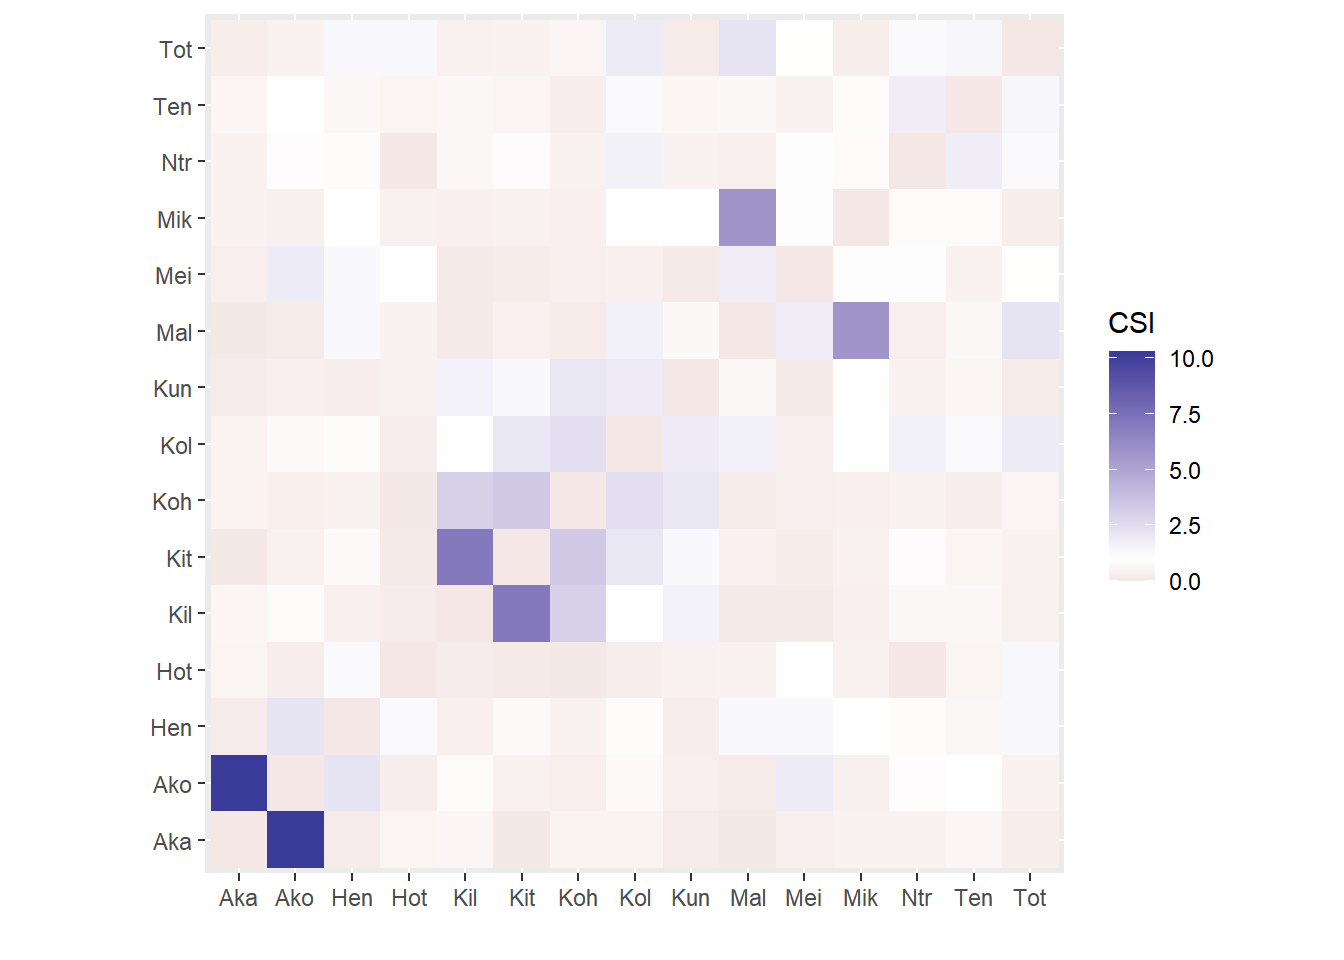 Tot
Ten
Ntr
Mik
Mei
Mal
Kun
Kol
Koh
Kit
Kil
Hot
Hen
Ako
Aka
Aka Ako Hen Hot Kil Kit Koh Kol Kun Mal Mei Mik Ntr Ten Tot
CSI
10.0
7.5
5.0
2.5
0.0